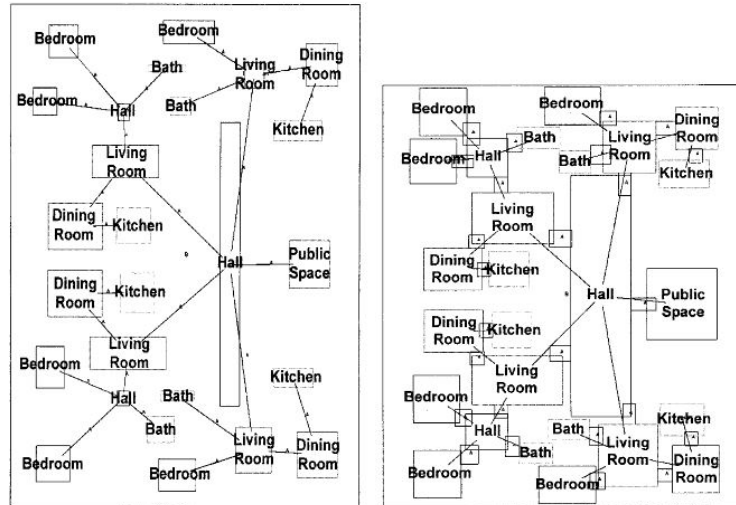 Bedroom
Bedroom
Bath
Bedroom
Hall
Living
Room
Dining
Room
Kitchen
Dining
Room
Kitchen
Living
Room
Bedroom
Hall
Bath
Bedroom
Bedroom
Living
Room
Dining
Room
Bath
Kitchen
Hall
Public
Space
Kitchen
Bath
Living
Room
Dining
Room
Bedroom
Bedroom
Bedroom
Hall
Bath
Living
Room
Dining
Room
Kitchen
Dining
Room
Kitchen
Living
Room
Bedroom
Hall
Bath
Bedroom
Bedroom
Living
Room
Dining
Room
Bath
Kitchen
Hall
Public
Space
Kitchen
Bath
Living
Room
Dining
Room
Bedroom